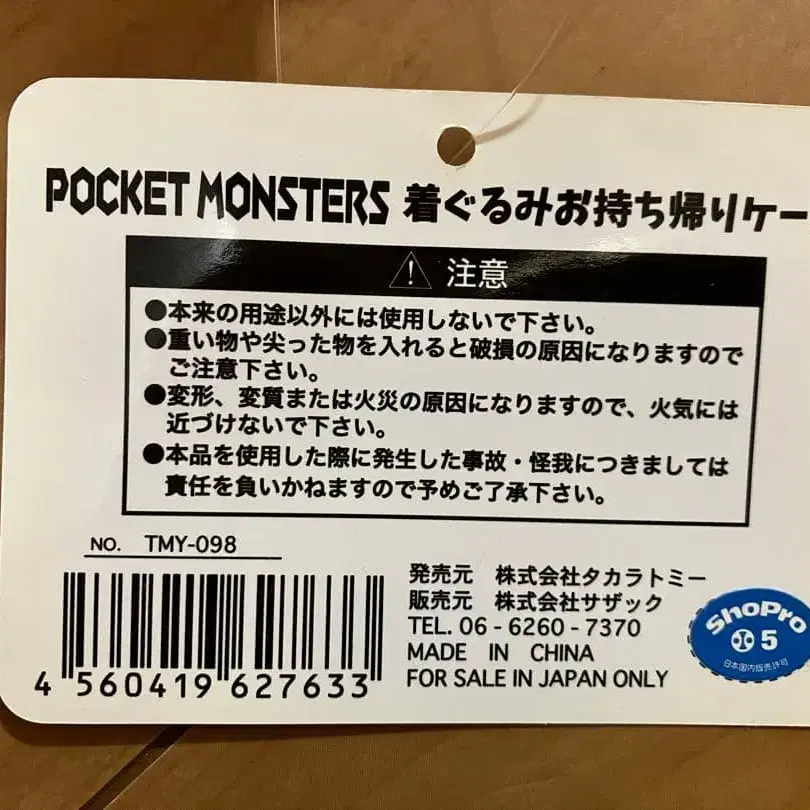 POCKET MONSTERS 着ぐるみお持ち帰りケー
注意
●本来の用途以外には使用しないで下さい。
●重い物や尖った物を入れると破損の原因になりますので
ご注意下さい。
●変形、変質または火災の原因になりますので、火気には
近づけないで下さい。
●本品を使用した際に発生した事故・怪我につきましては
責任を負いかねますので予めご了承下さい。
NO. TMY-098
4 560419 627633
発売元 株式会社タカラトミー
販売元 株式会社サザック
TEL. 06-6260-7370
MADE IN CHINA
FOR SALE IN JAPAN ONLY
ShoPro
5
日本国内販売許可